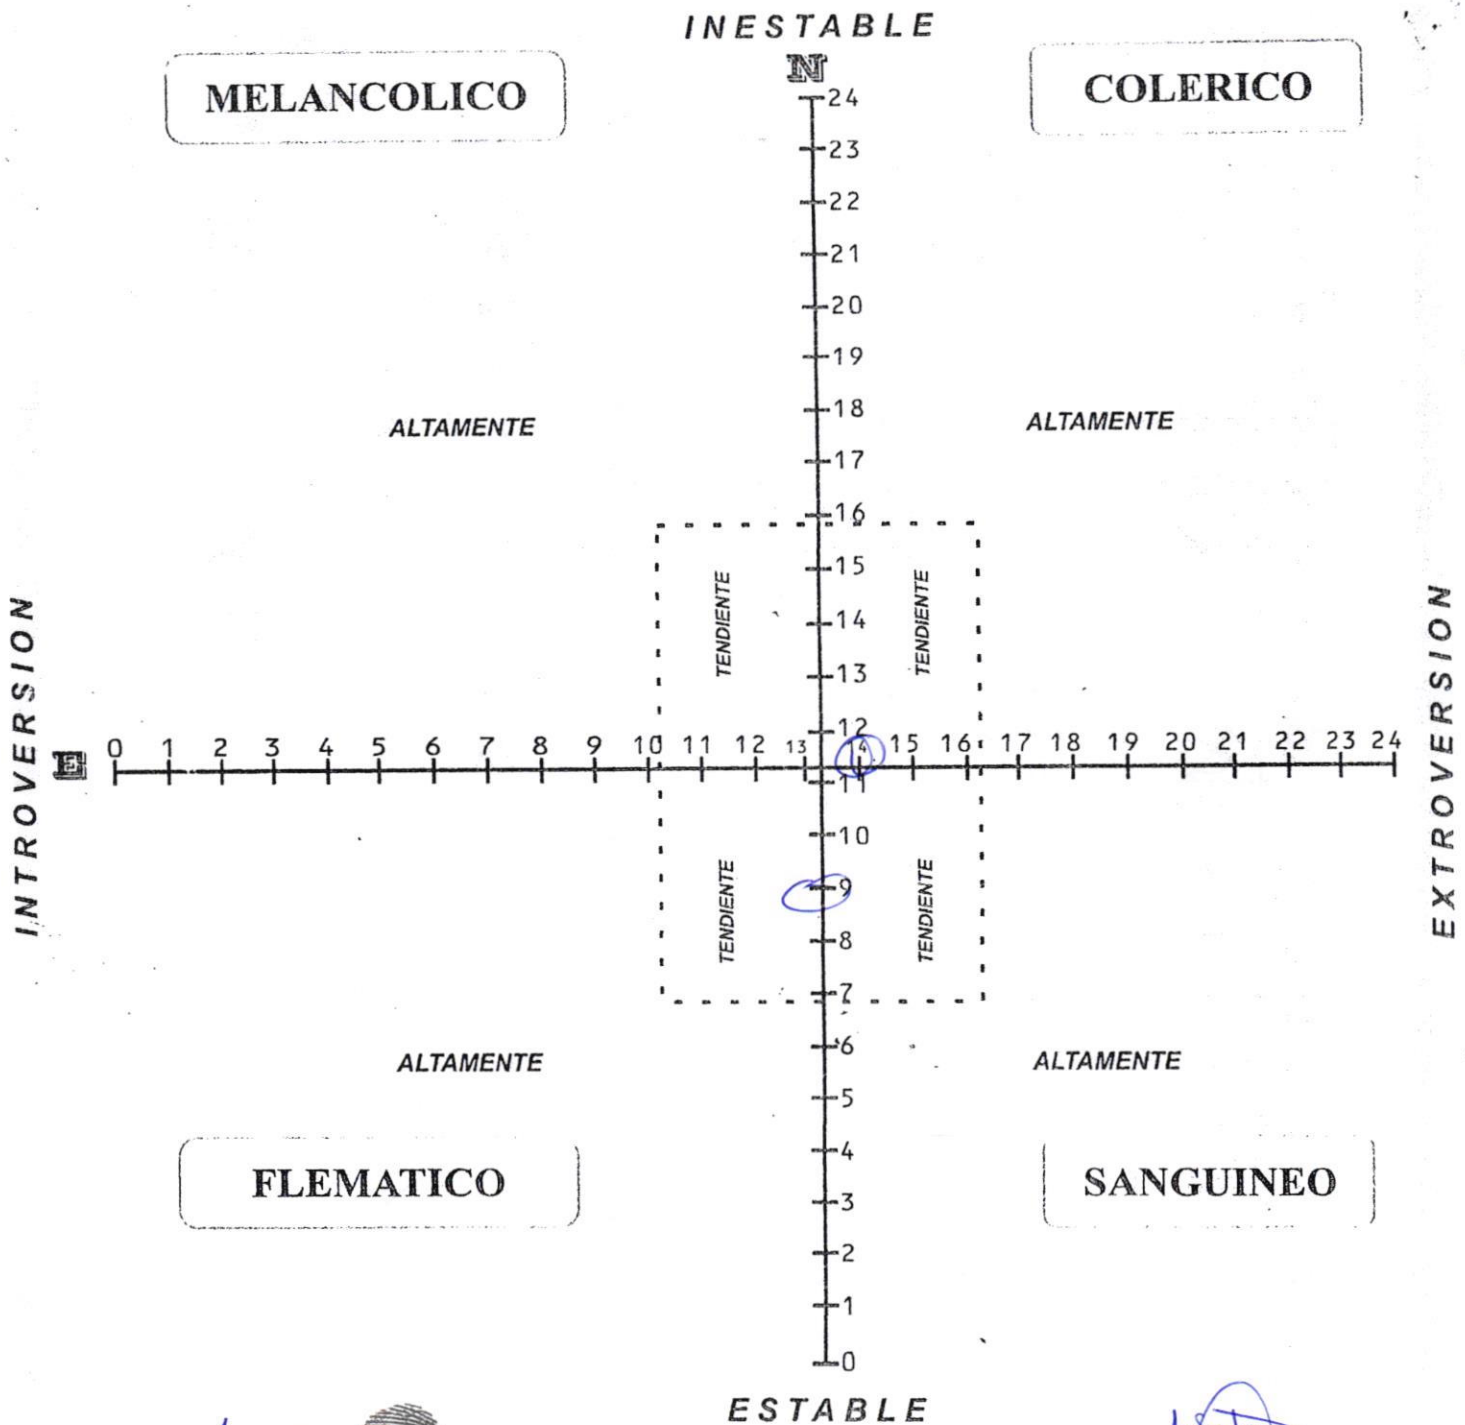 INESTABLE
N
MELANCOLICO
COLERICO
24
23
22
21
20
19
18
ALTAMENTE
ALTAMENTE
17
16
15
TENDIENTE
TENDIENTE
14
13
12
INTROVERSION
E
0 1 2 3 4 5 6 7 8 9 10 11 12 13 14 15 16 17 18 19 20 21 22 23 24
EXTROVERSION
11
10
9
TENDIENTE
TENDIENTE
8
7
6
ALTAMENTE
ALTAMENTE
5
4
FLEMATICO
SANGUINEO
3
2
1
0
ESTABLE